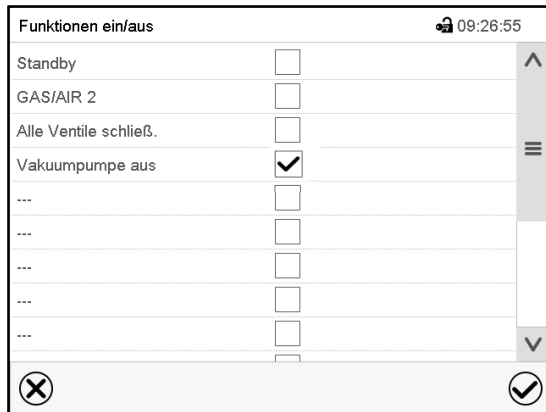 Funktionen ein/aus 09:26:55
Standby
GAS/AIR 2
Alle Ventile schließ.
Vakuumpumpe aus
---
---
---
---
---